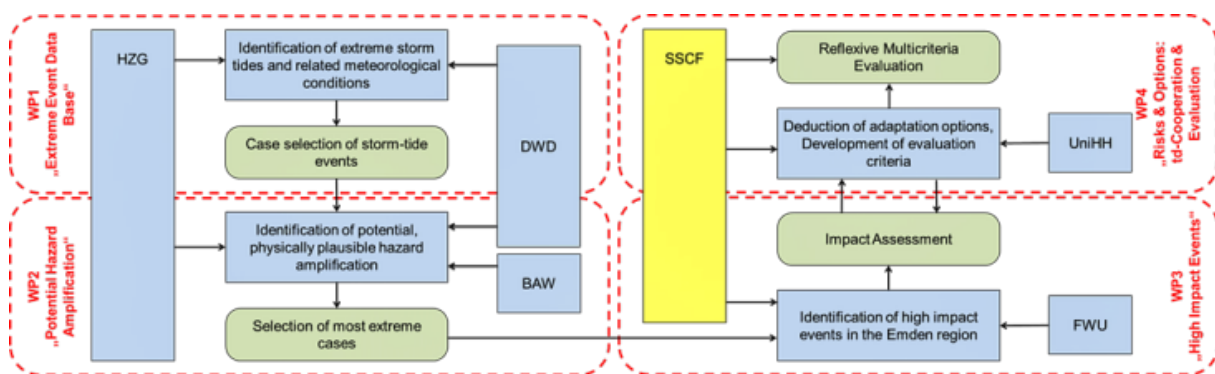 WP1
„Extreme Event Data
Base“
HZG
Identification of extreme storm
tides and related meteorological
conditions
Case selection of storm-tide
events
DWD
WP2
„Potential Hazard
Amplification“
Identification of potential,
physically plausible hazard
amplification
BAW
Selection of most extreme
cases
SSCF
Reflexive Multicriteria
Evaluation
Deduction of adaptation options,
Development of evaluation
criteria
UniHH
WP4
„Risks & Options:
td-Cooperation &
Evaluation
Impact Assessment
Identification of high impact
events in the Emden region
FWU
WP3
„High Impact Events“